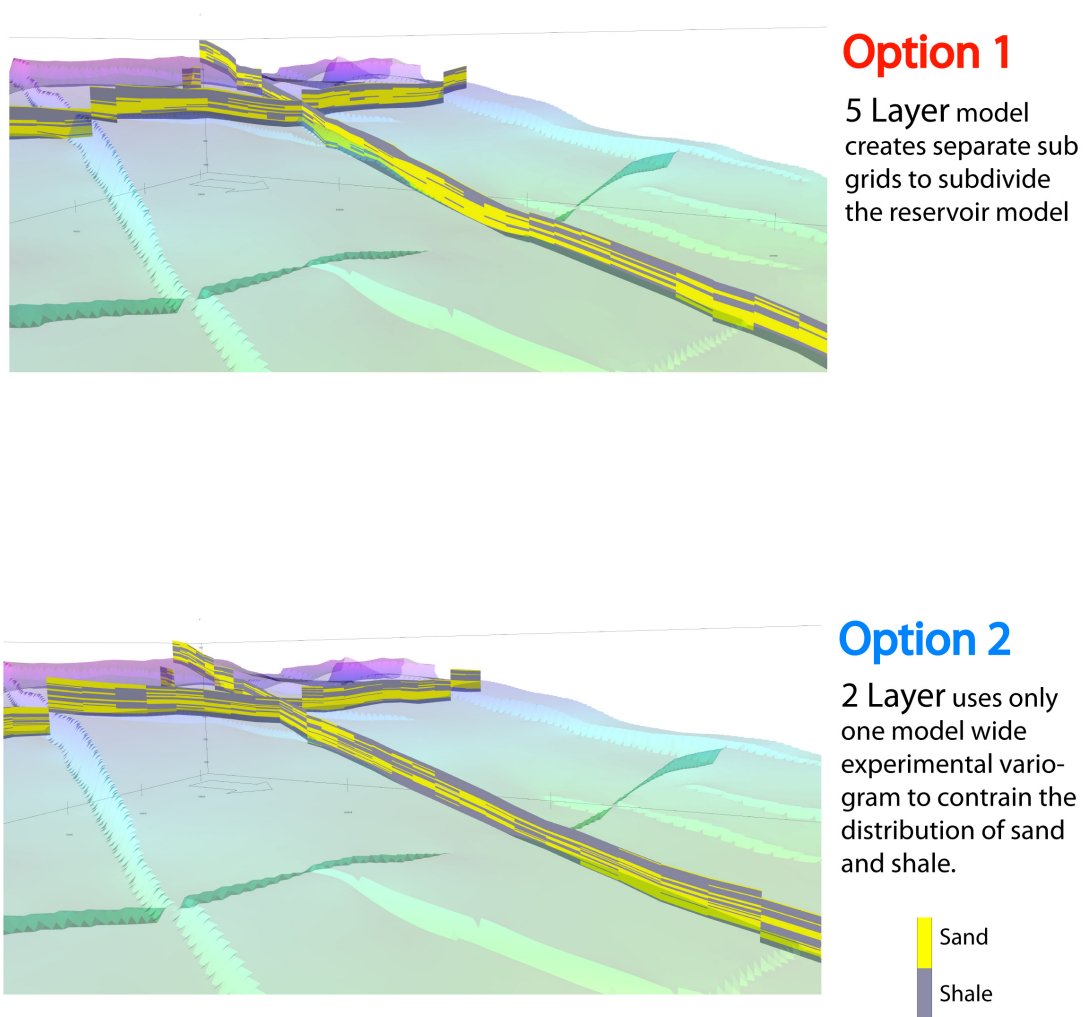 Option 1
5 Layer model
creates separate sub
grids to subdivide
the reservoir model
Option 2
2 Layer uses only
one model wide
experimental vario-
gram to contrain the
distribution of sand
and shale.
Sand
Shale